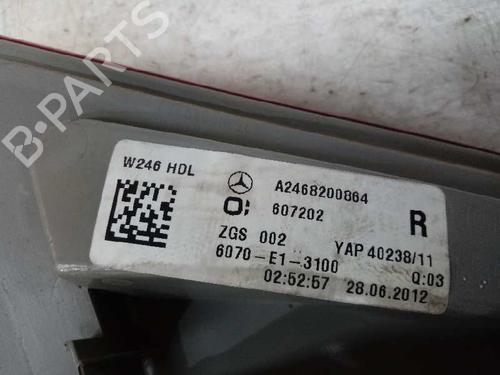 B-PARTS
W246 HDL
A2468200864
607202
R
ZGS 002 YAP 40238/11
6070-E1-3100 Q:03
02:52:57 28.06.2012